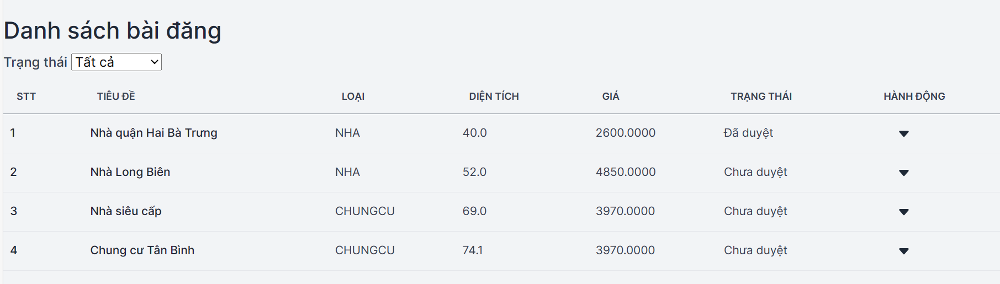 Danh sách bài đăng
Trạng thái Tất cả
STT TIÊU ĐỀ LOẠI DIỆN TÍCH GIÁ TRẠNG THÁI HÀNH ĐỘNG
1 Nhà quận Hai Bà Trưng NHA 40.0 2600.0000 Đã duyệt
2 Nhà Long Biên NHA 52.0 4850.0000 Chưa duyệt
3 Nhà siêu cấp CHUNGCU 69.0 3970.0000 Chưa duyệt
4 Chung cư Tân Bình CHUNGCU 74.1 3970.0000 Chưa duyệt